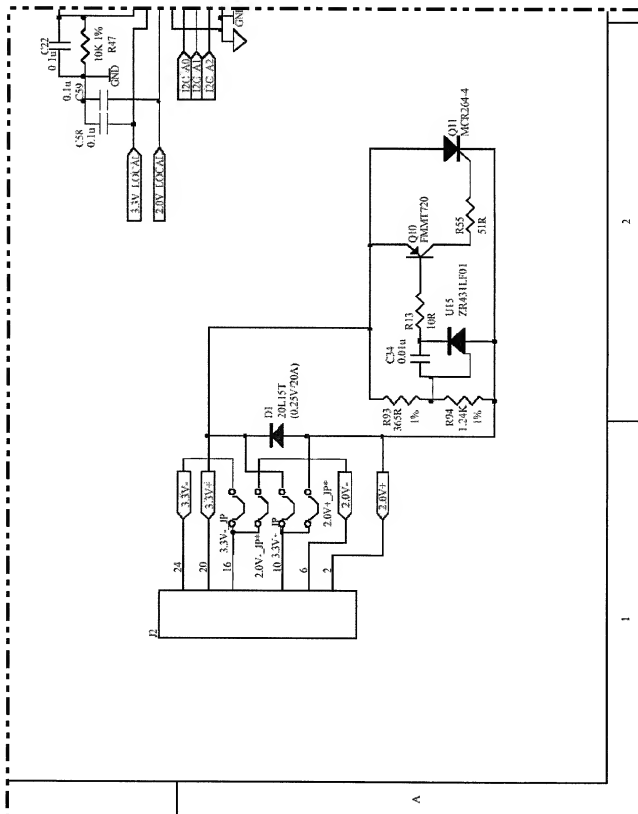 C22
0.1u
10K 1%
R47
0.1u
C59
GND
C58
0.1u
3.3V_LOCAL
2.0V_LOCAL
I2C_A0
I2C_A1
I2C_A2
GND
Q11
MCR264-4
Q10
FMMT720
R55
51R
R13
10R
U15
ZR431LF01
C34
0.01u
R93
365R
1%
R94
1.24K
1%
D1
20L15T
(0.25V/20A)
3.3V-
3.3V+
3.3V-_JP
2.0V-_JP*
3.3V+_JP
2.0V+_JP*
2.0V-
2.0V+
24
20
16
10
6
2
J2
1
2
A